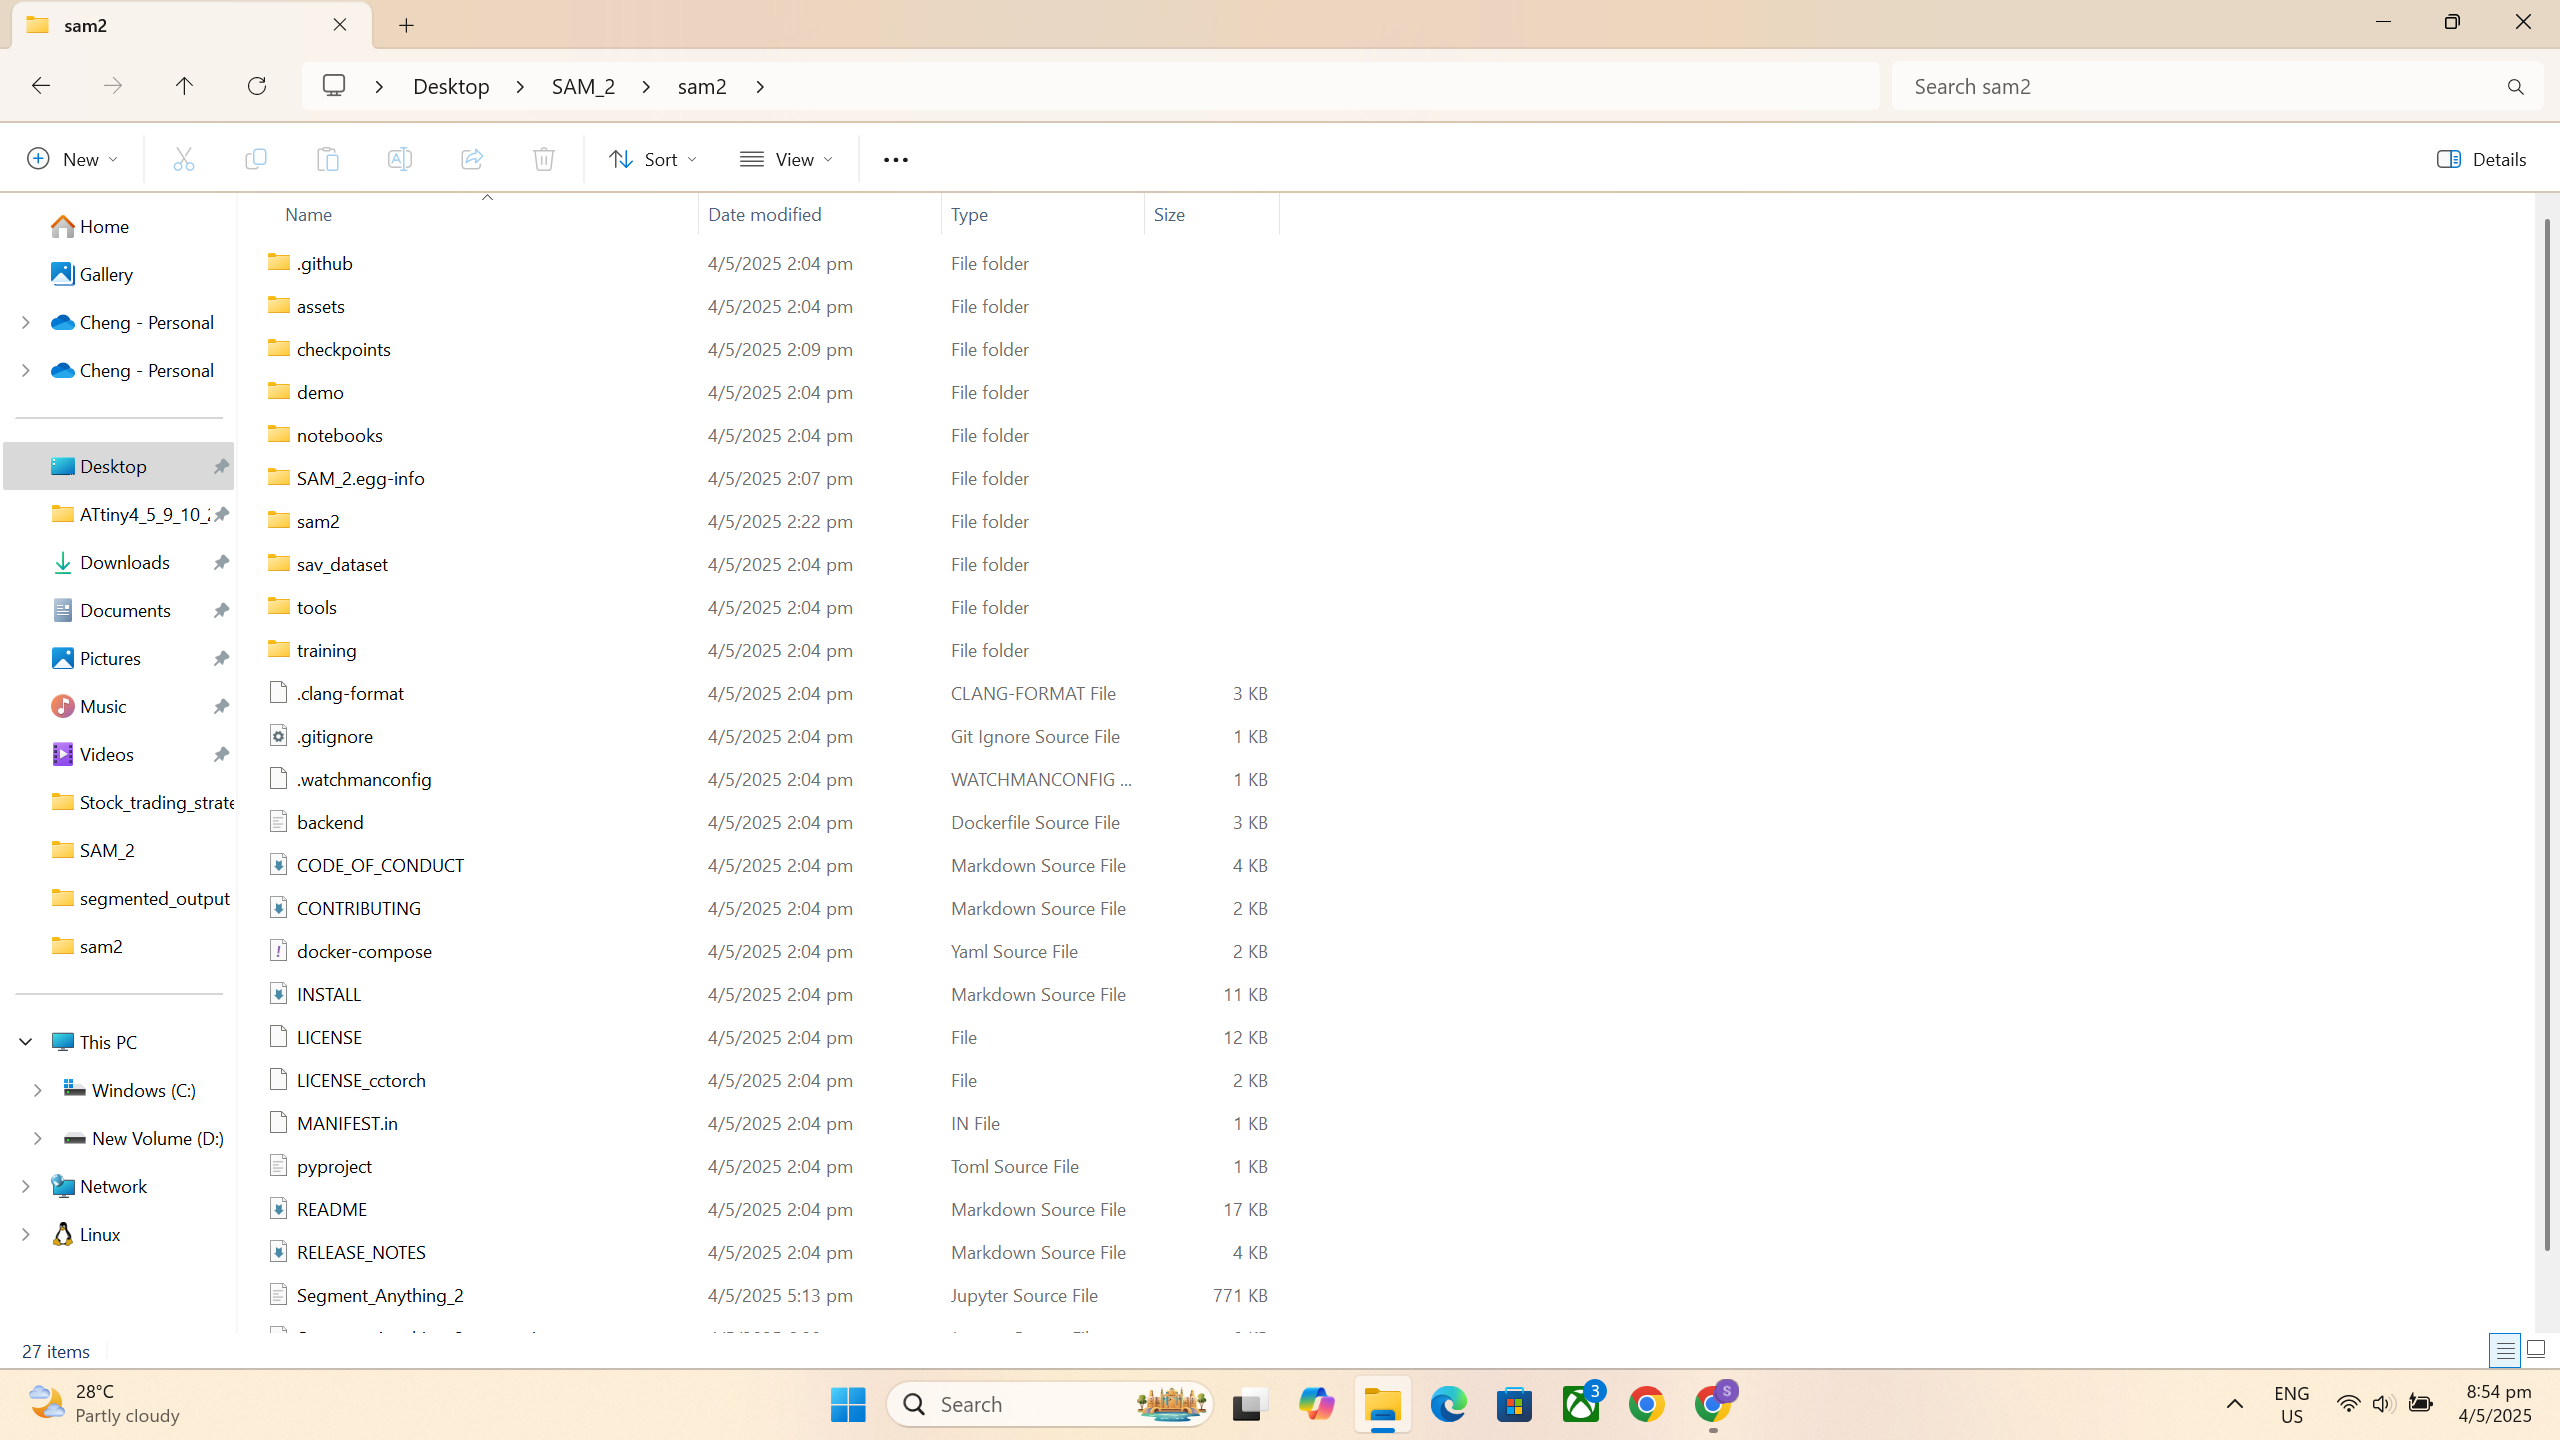 sam2
Desktop > SAM_2 > sam2 >
Search sam2
New
Sort
View
Details
Home
Gallery
Cheng - Personal
Cheng - Personal
Desktop
ATtiny4_5_9_10_
Downloads
Documents
Pictures
Music
Videos
Stock_trading_strate
SAM_2
segmented_output
sam2
This PC
Windows (C:)
New Volume (D:)
Network
Linux
Name Date modified Type Size
.github 4/5/2025 2:04 pm File folder
assets 4/5/2025 2:04 pm File folder
checkpoints 4/5/2025 2:09 pm File folder
demo 4/5/2025 2:04 pm File folder
notebooks 4/5/2025 2:04 pm File folder
SAM_2.egg-info 4/5/2025 2:07 pm File folder
sam2 4/5/2025 2:22 pm File folder
sav_dataset 4/5/2025 2:04 pm File folder
tools 4/5/2025 2:04 pm File folder
training 4/5/2025 2:04 pm File folder
.clang-format 4/5/2025 2:04 pm CLANG-FORMAT File 3 KB
.gitignore 4/5/2025 2:04 pm Git Ignore Source File 1 KB
.watchmanconfig 4/5/2025 2:04 pm WATCHMANCONFIG ... 1 KB
backend 4/5/2025 2:04 pm Dockerfile Source File 3 KB
CODE_OF_CONDUCT 4/5/2025 2:04 pm Markdown Source File 4 KB
CONTRIBUTING 4/5/2025 2:04 pm Markdown Source File 2 KB
docker-compose 4/5/2025 2:04 pm Yaml Source File 2 KB
INSTALL 4/5/2025 2:04 pm Markdown Source File 11 KB
LICENSE 4/5/2025 2:04 pm File 12 KB
LICENSE_cctorch 4/5/2025 2:04 pm File 2 KB
MANIFEST.in 4/5/2025 2:04 pm IN File 1 KB
pyproject 4/5/2025 2:04 pm Toml Source File 1 KB
README 4/5/2025 2:04 pm Markdown Source File 17 KB
RELEASE_NOTES 4/5/2025 2:04 pm Markdown Source File 4 KB
Segment_Anything_2 4/5/2025 5:13 pm Jupyter Source File 771 KB
27 items
28°C
Partly cloudy
Search
3
S
ENG
US
8:54 pm
4/5/2025